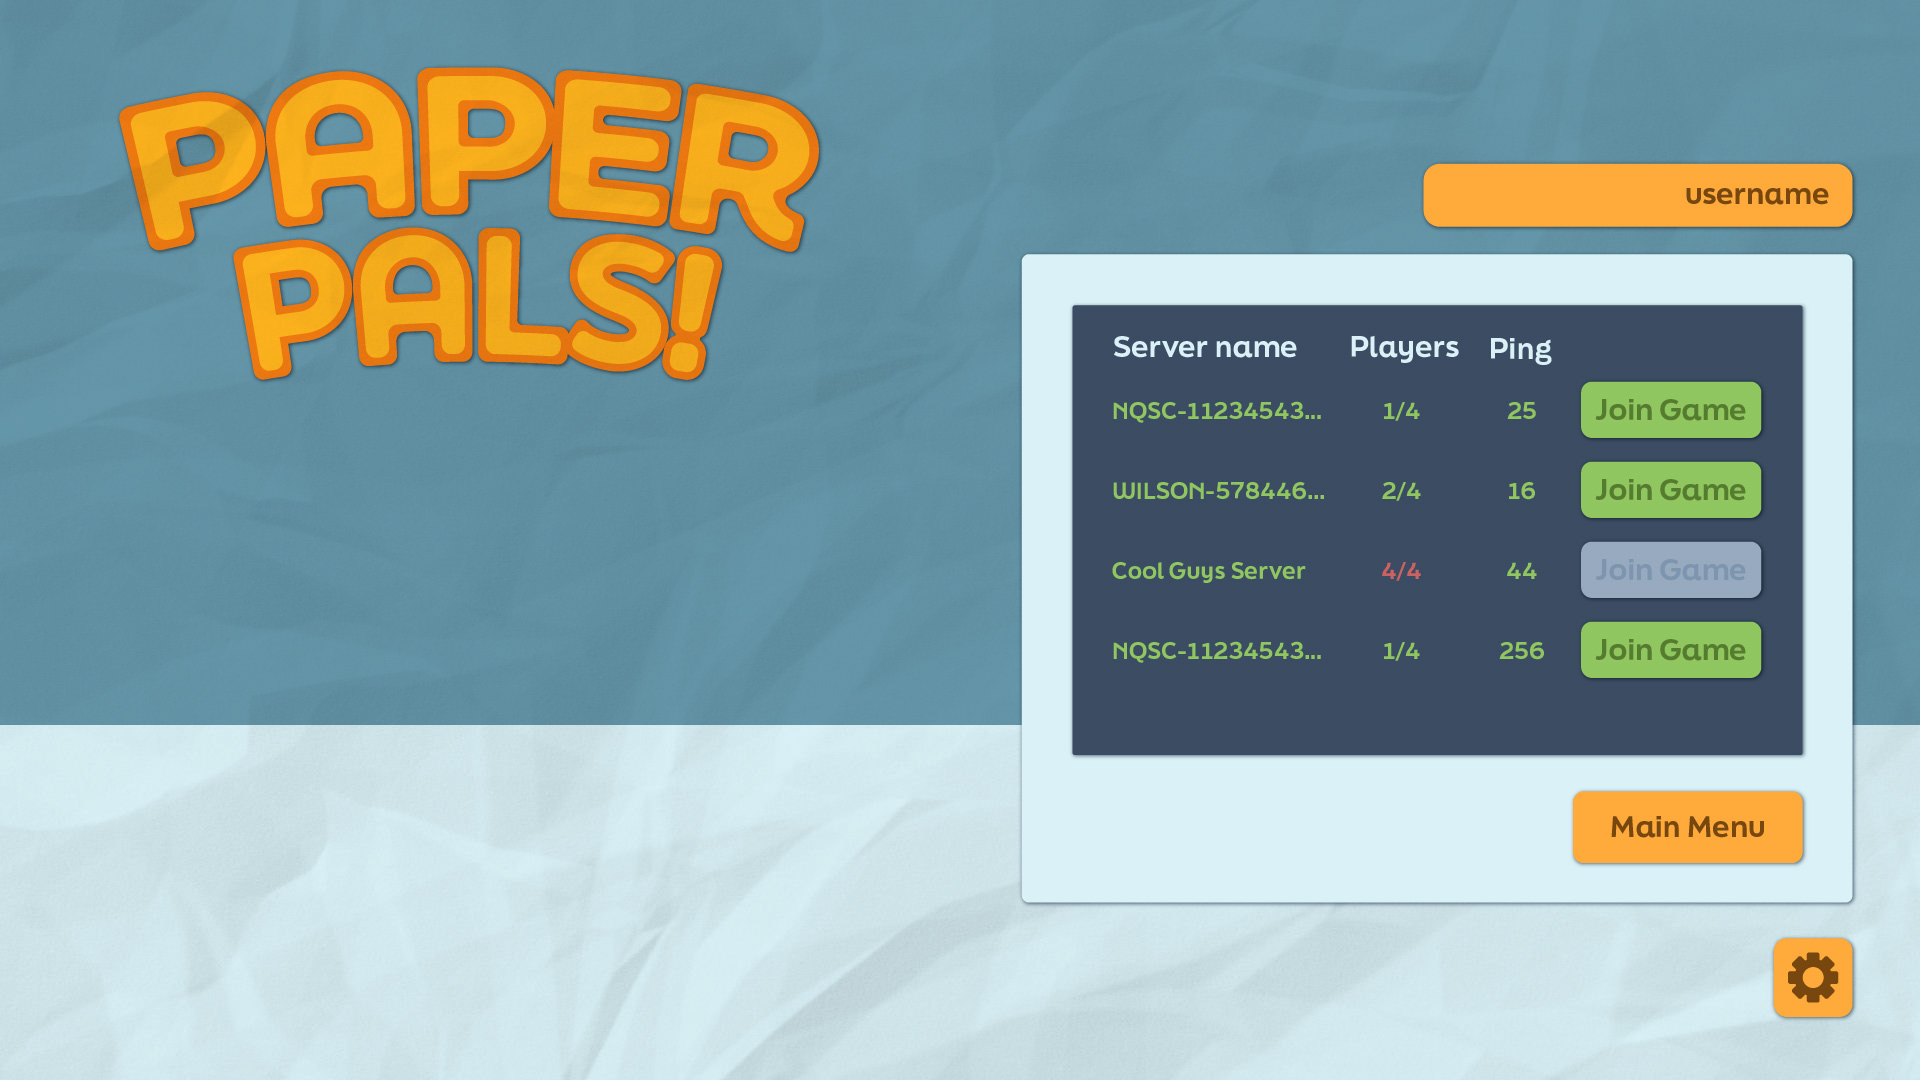 PAPER
PALS!
username
Server name Players Ping
NQSC-11234543... 1/4 25 Join Game
WILSON-578446... 2/4 16 Join Game
Cool Guys Server 4/4 44 Join Game
NQSC-11234543... 1/4 256 Join Game
Main Menu